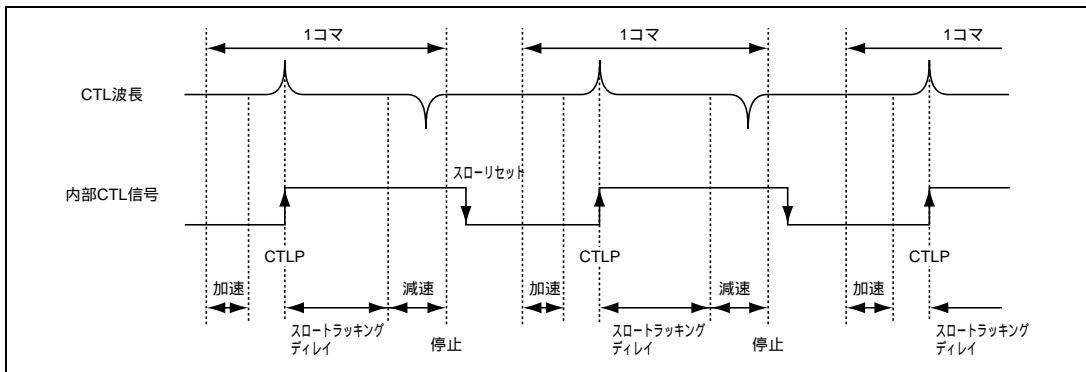 1コマ
1コマ
1コマ
CTL波長
スローリセット
内部CTL信号
CTLP
CTLP
CTLP
加速
減速
加速
減速
加速
スロートラッキング
ディレイ
停止
スロートラッキング
ディレイ
停止
スロートラッキング
ディレイ